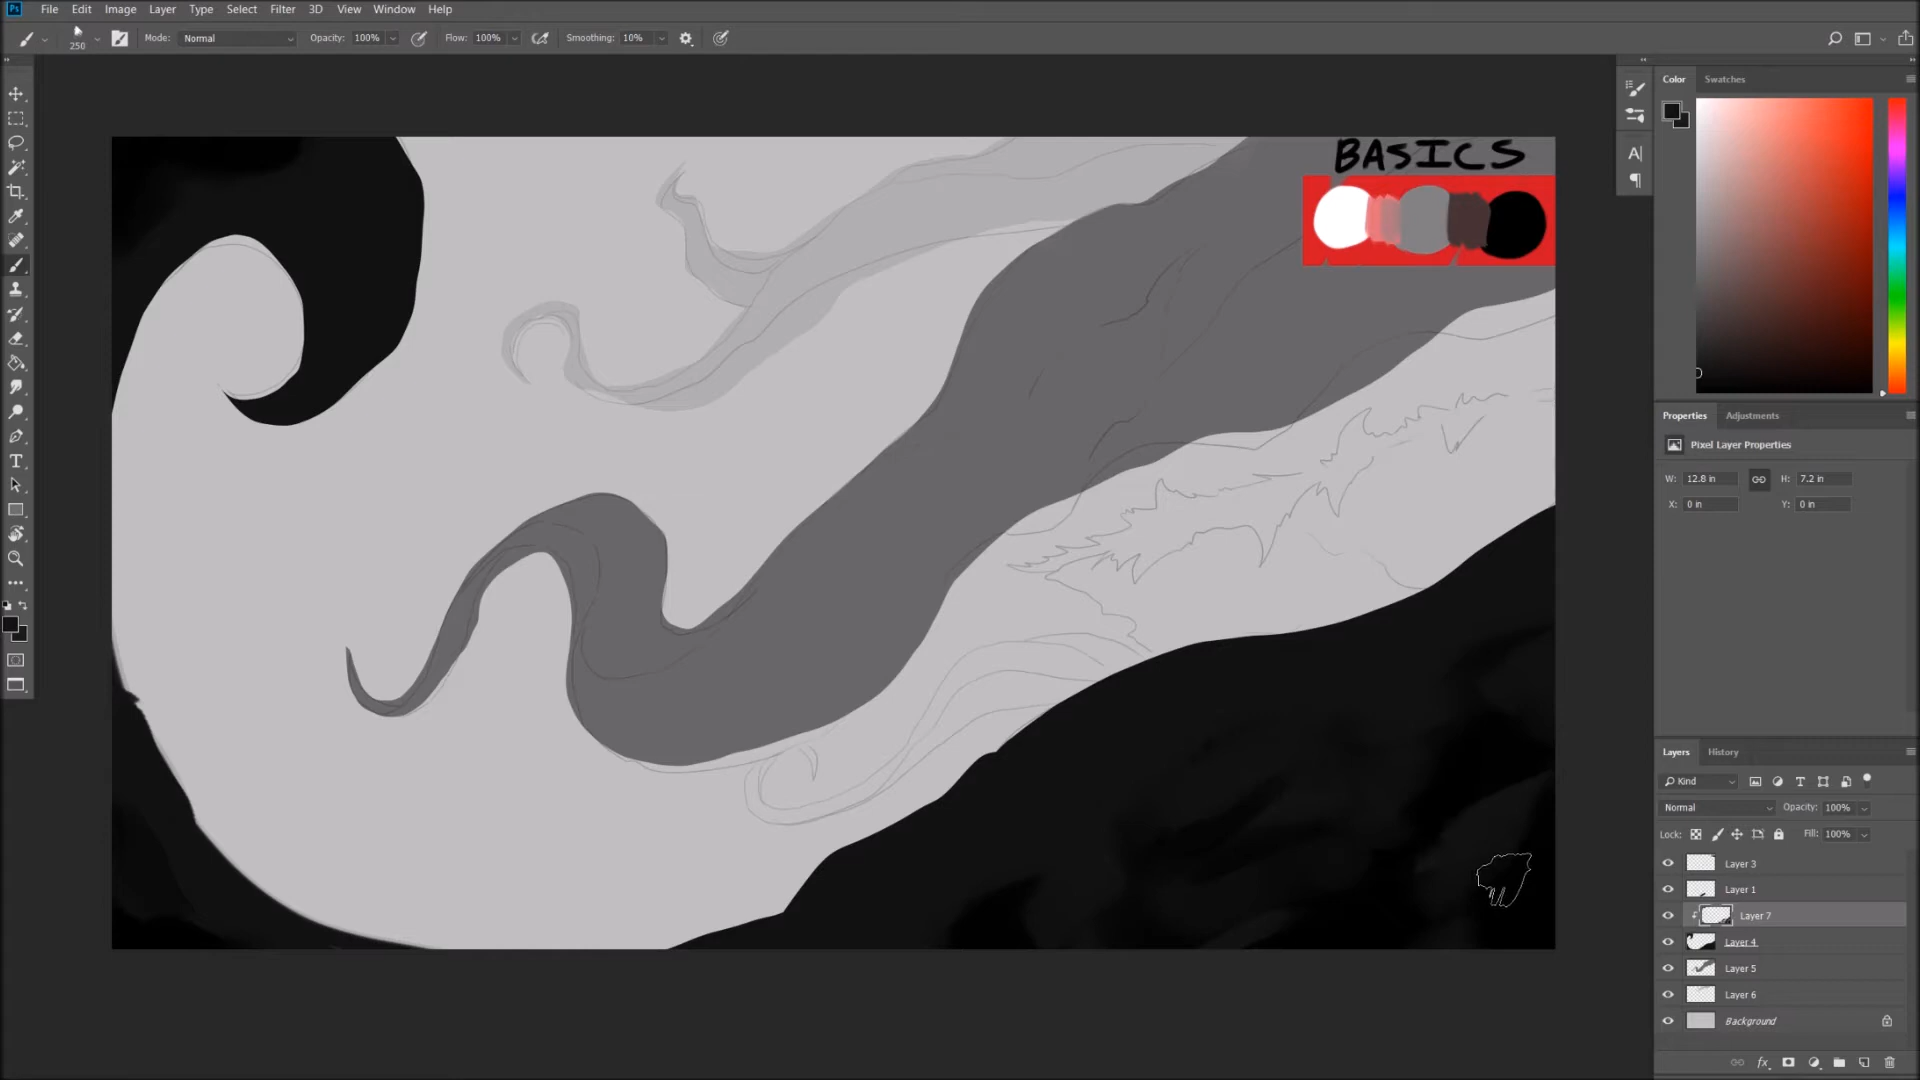 Ps File Edit Image Layer Type Select Filter 3D View Window Help
250 Mode: Normal Opacity: 100% Flow: 100% Smoothing: 10%
Color Swatches
BASICS
A|
Properties Adjustments
Pixel Layer Properties
W: 12.8 in H: 7.2 in
X: 0 in Y: 0 in
T
Layers History
Kind
Normal Opacity: 100%
Lock: Fill: 100%
Layer 3
Layer 1
Layer 7
Layer 4
Layer 5
Layer 6
Background
fx